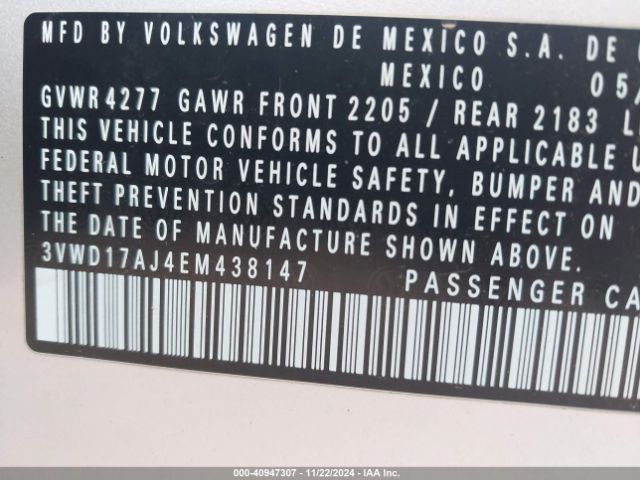 MFD BY VOLKSWAGEN DE MEXICO S.A. DE
MEXICO 05/
GVWR 4277 GAWR FRONT 2205 / REAR 2183 L
THIS VEHICLE CONFORMS TO ALL APPLICABLE
FEDERAL MOTOR VEHICLE SAFETY, BUMPER AND
THEFT PREVENTION STANDARDS IN EFFECT ON
THE DATE OF MANUFACTURE SHOWN ABOVE.
3VWD17AJ4EM438147 PASSENGER CA
000-40947307 - 11/22/2024 - IAA Inc.